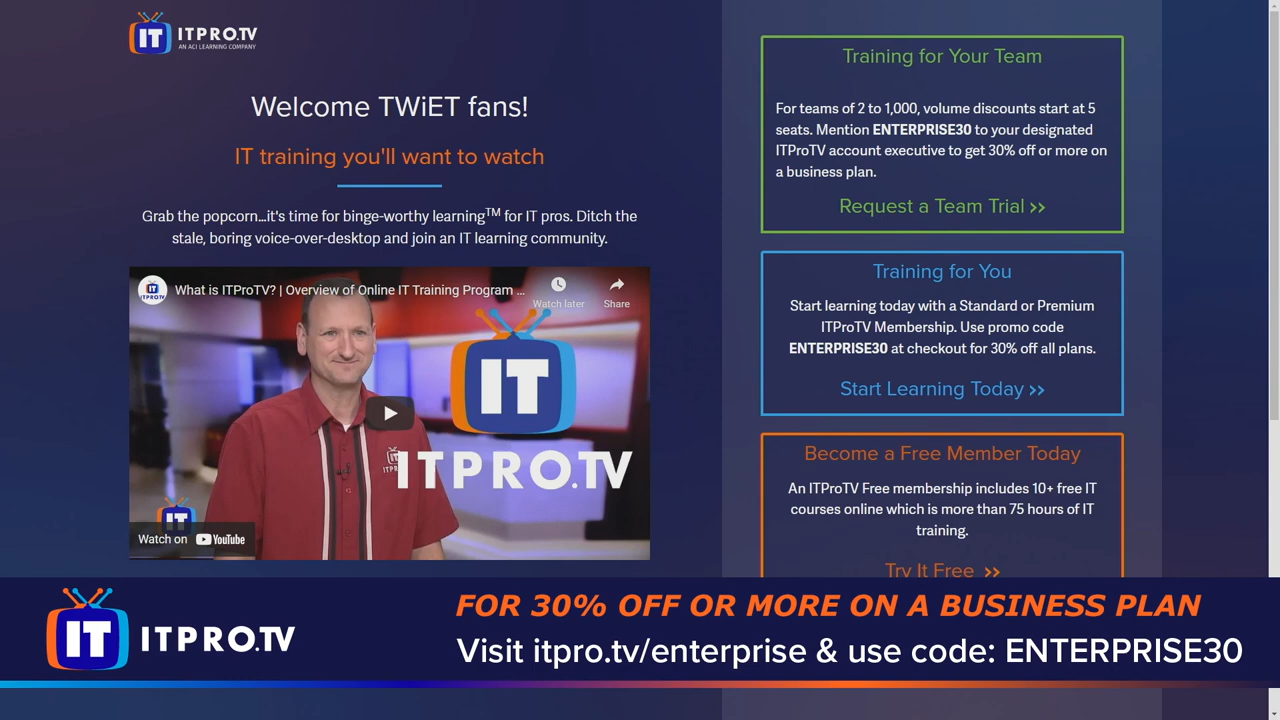 IT ITPRO.TV
AN ACI LEARNING COMPANY
Welcome TWiET fans!
IT training you'll want to watch
Grab the popcorn...it's time for binge-worthy learning™ for IT pros. Ditch the
stale, boring voice-over-desktop and join an IT learning community.
IT
ITPRO.TV
What is ITProTV? | Overview of Online IT Training Program ...
Watch later
Share
IT
ITPRO.TV
IT
Watch on YouTube
Training for Your Team
For teams of 2 to 1,000, volume discounts start at 5
seats. Mention ENTERPRISE30 to your designated
ITProTV account executive to get 30% off or more on
a business plan.
Request a Team Trial >>
Training for You
Start learning today with a Standard or Premium
ITProTV Membership. Use promo code
ENTERPRISE30 at checkout for 30% off all plans.
Start Learning Today >>
Become a Free Member Today
An ITProTV Free membership includes 10+ free IT
courses online which is more than 75 hours of IT
training.
Try It Free >>
IT ITPRO.TV
FOR 30% OFF OR MORE ON A BUSINESS PLAN
Visit itpro.tv/enterprise & use code: ENTERPRISE30